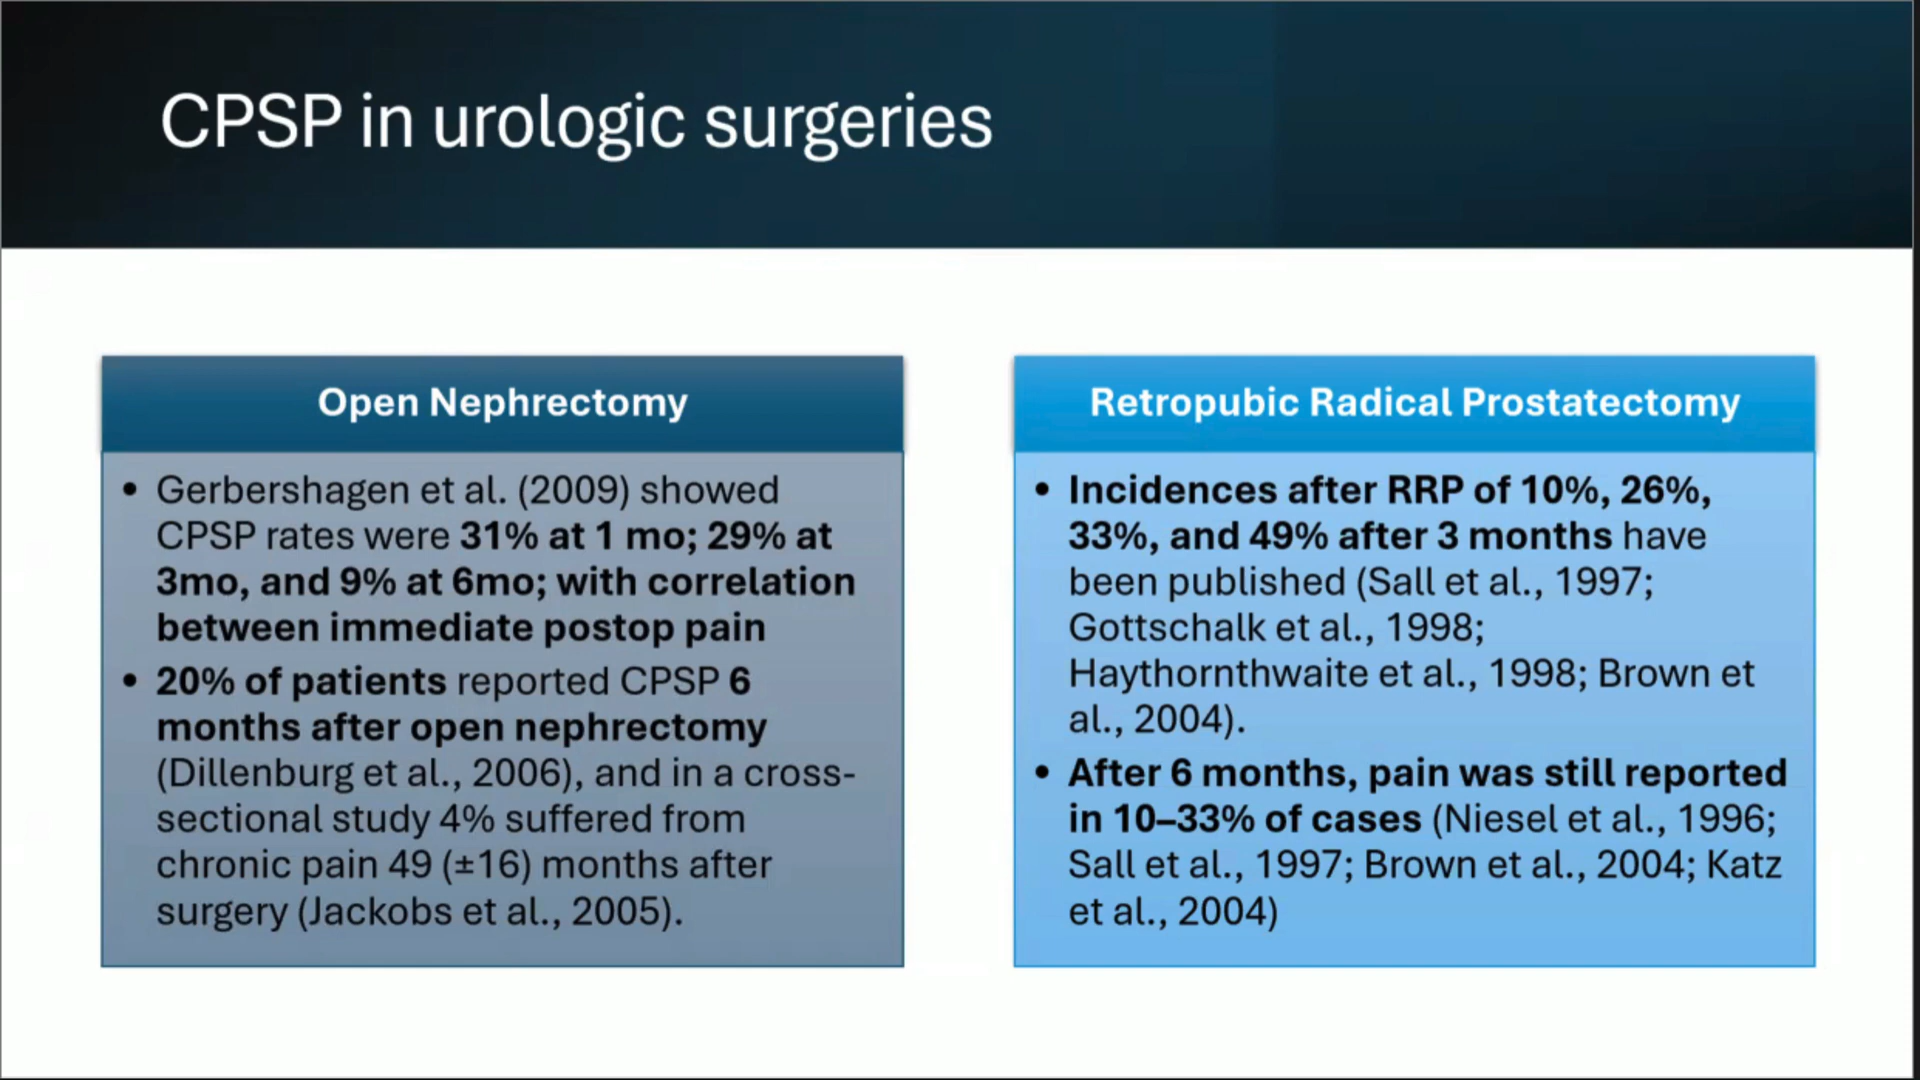 CPSP in urologic surgeries
Open Nephrectomy
• Gerbershagen et al. (2009) showed
CPSP rates were 31% at 1 mo; 29% at
3mo, and 9% at 6mo; with correlation
between immediate postop pain
• 20% of patients reported CPSP 6
months after open nephrectomy
(Dillenburg et al., 2006), and in a cross-
sectional study 4% suffered from
chronic pain 49 (±16) months after
surgery (Jackobs et al., 2005).
Retropubic Radical Prostatectomy
• Incidences after RRP of 10%, 26%,
33%, and 49% after 3 months have
been published (Sall et al., 1997;
Gottschalk et al., 1998;
Haythornthwaite et al., 1998; Brown et
al., 2004).
• After 6 months, pain was still reported
in 10–33% of cases (Niesel et al., 1996;
Sall et al., 1997; Brown et al., 2004; Katz
et al., 2004)